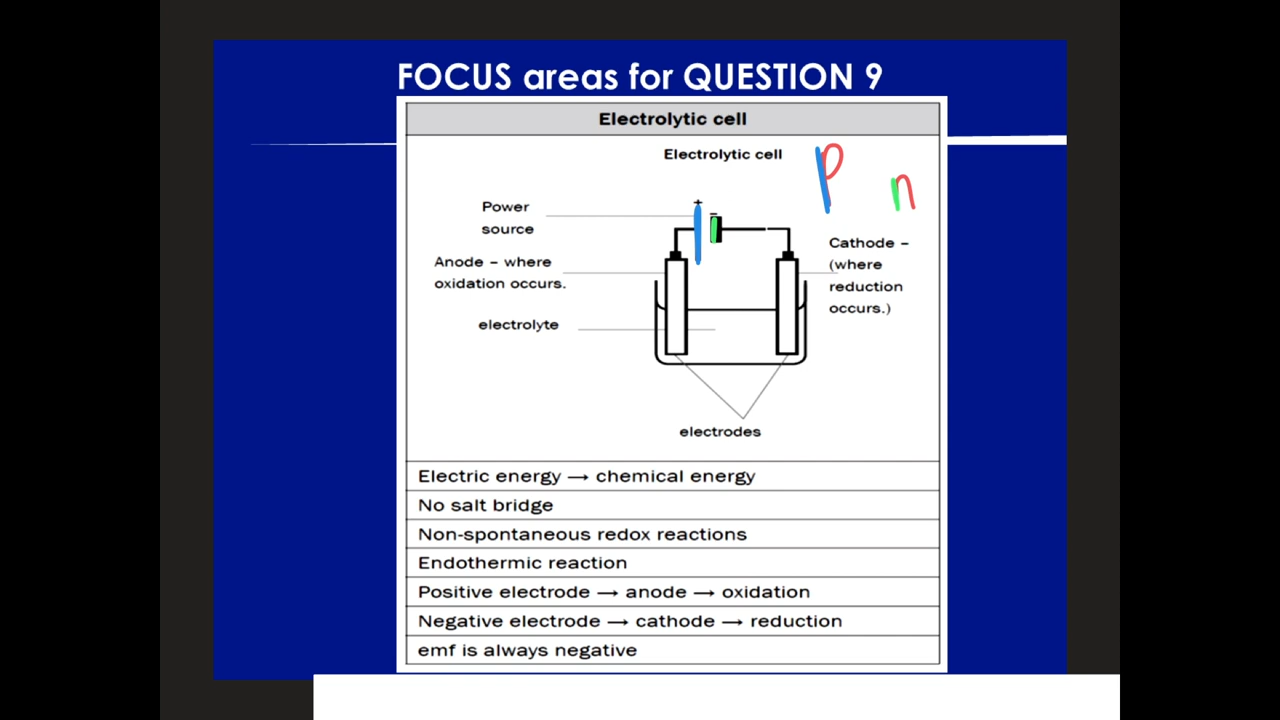 FOCUS areas for QUESTION 9
Electrolytic cell
Electrolytic cell
p n
+
–
Power
source
Anode – where
oxidation occurs.
electrolyte
Cathode –
(where
reduction
occurs.)
electrodes
Electric energy → chemical energy
No salt bridge
Non-spontaneous redox reactions
Endothermic reaction
Positive electrode → anode → oxidation
Negative electrode → cathode → reduction
emf is always negative